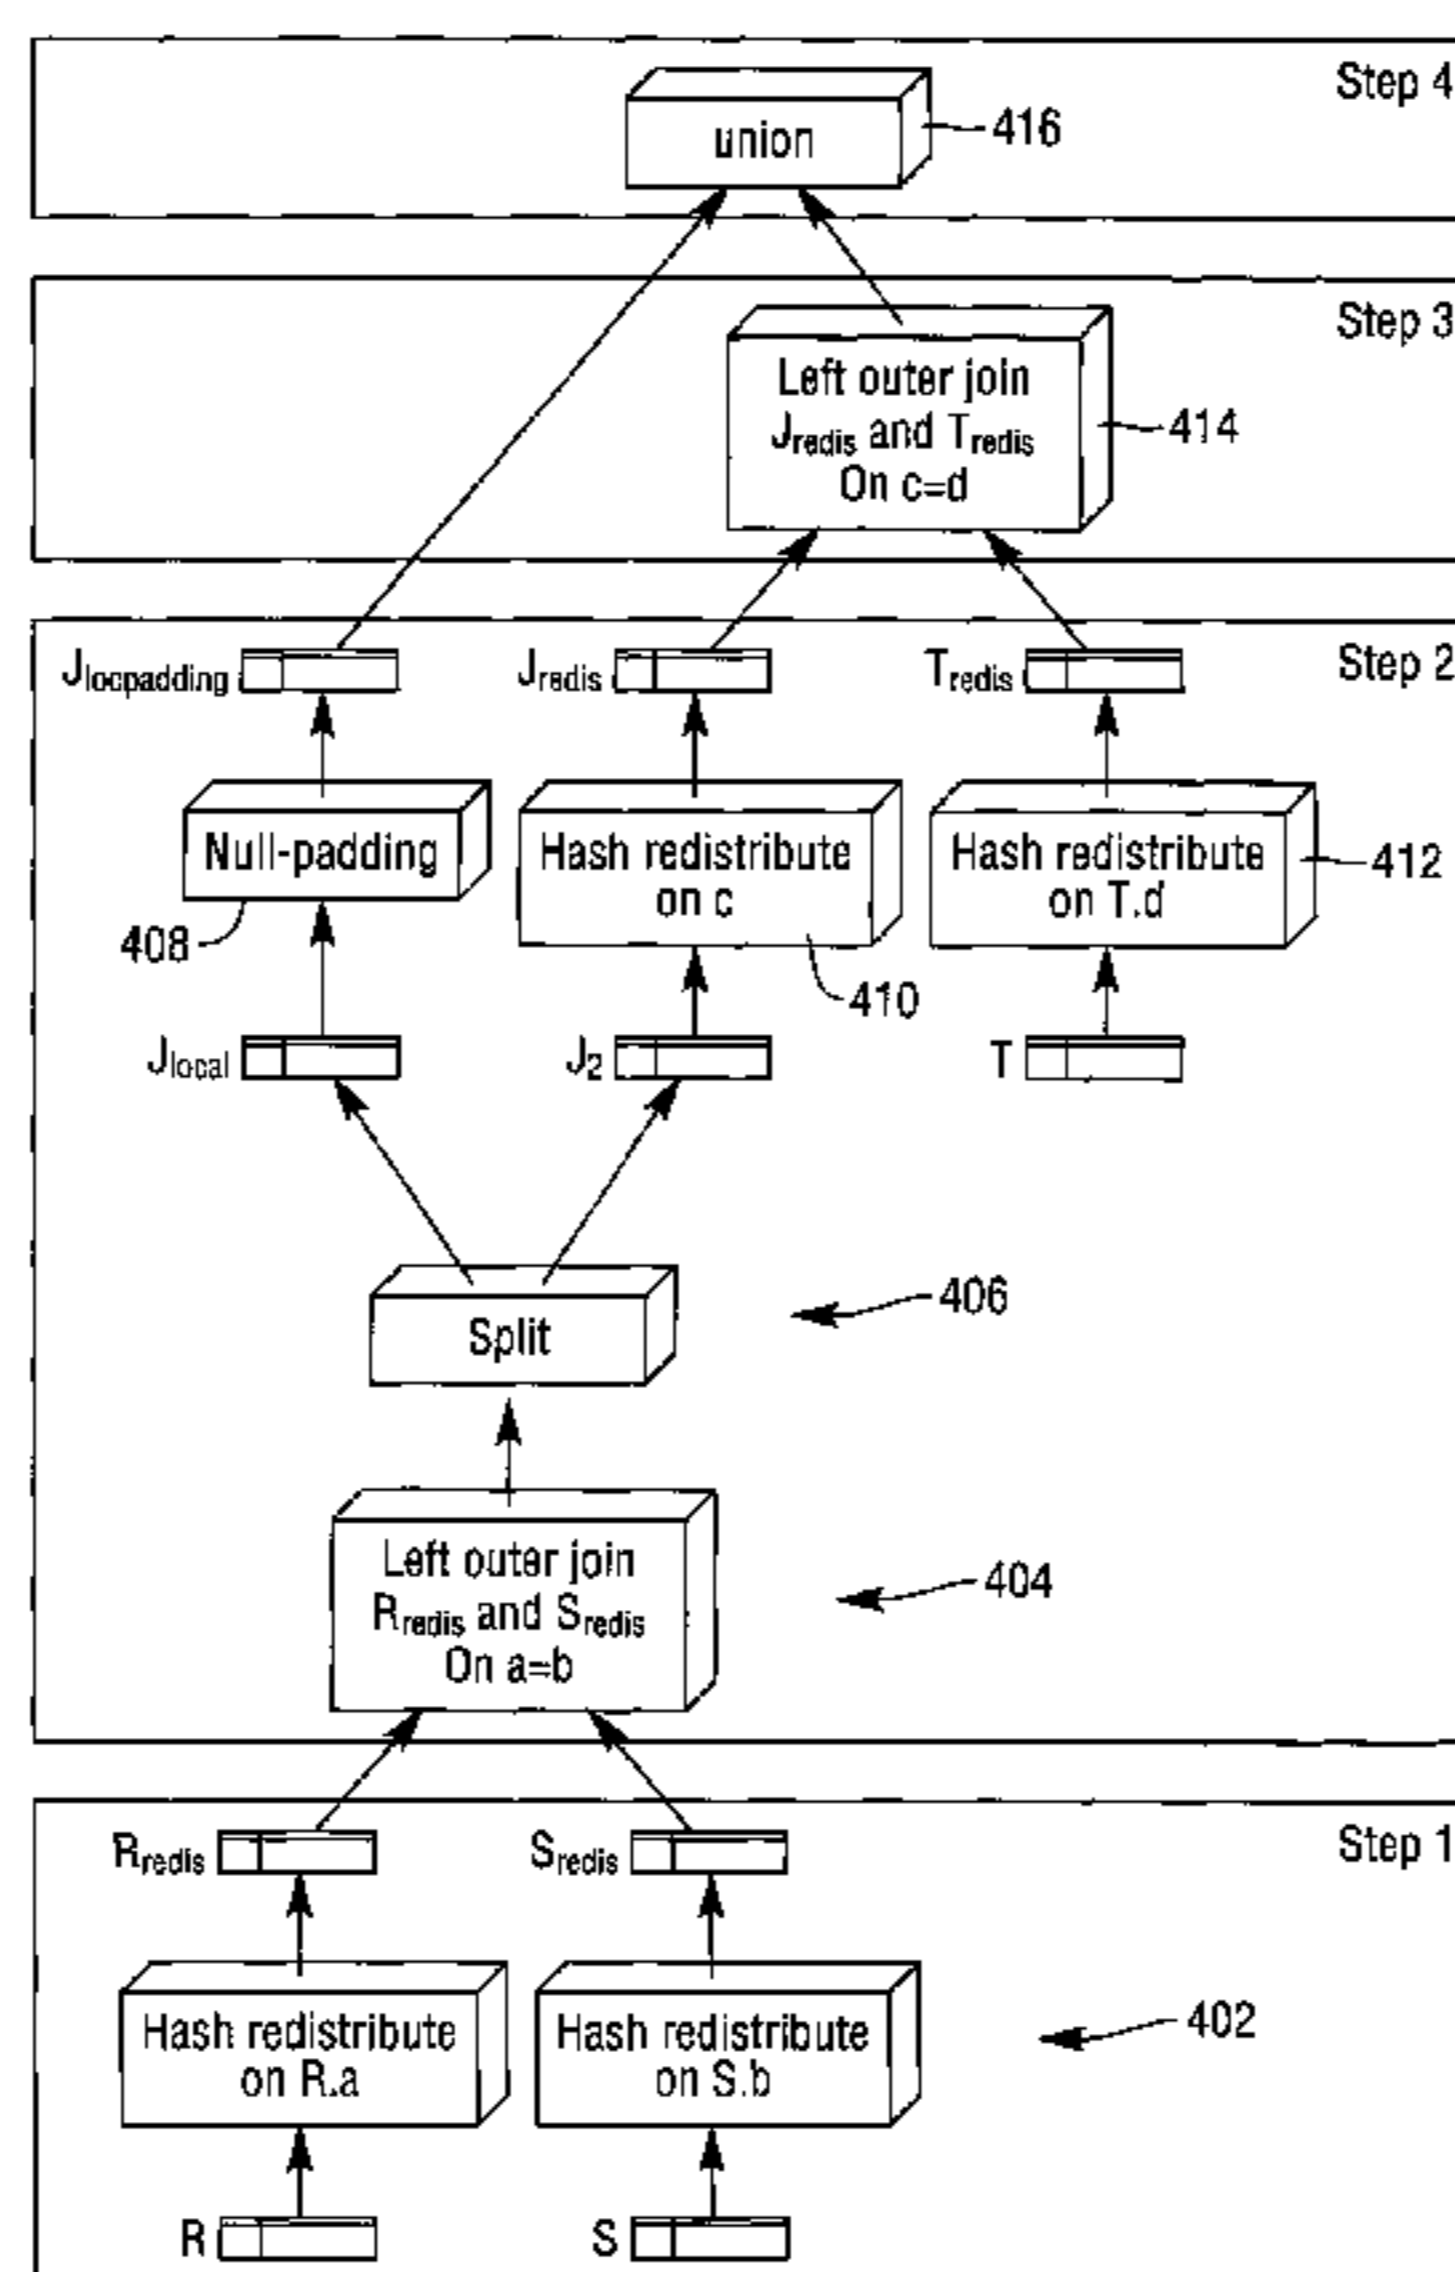 Step 4
union
416
Step 3
Left outer join
Jredis and Tredis
On c=d
414
Step 2
Jlocpadding
Jredis
Tredis
Null-padding
408
Hash redistribute
on c
410
Hash redistribute
on T.d
412
Jlocal
J2
T
Split
406
Left outer join
Rredis and Sredis
On a=b
404
Step 1
Rredis
Sredis
Hash redistribute
on R.a
Hash redistribute
on S.b
402
R
S